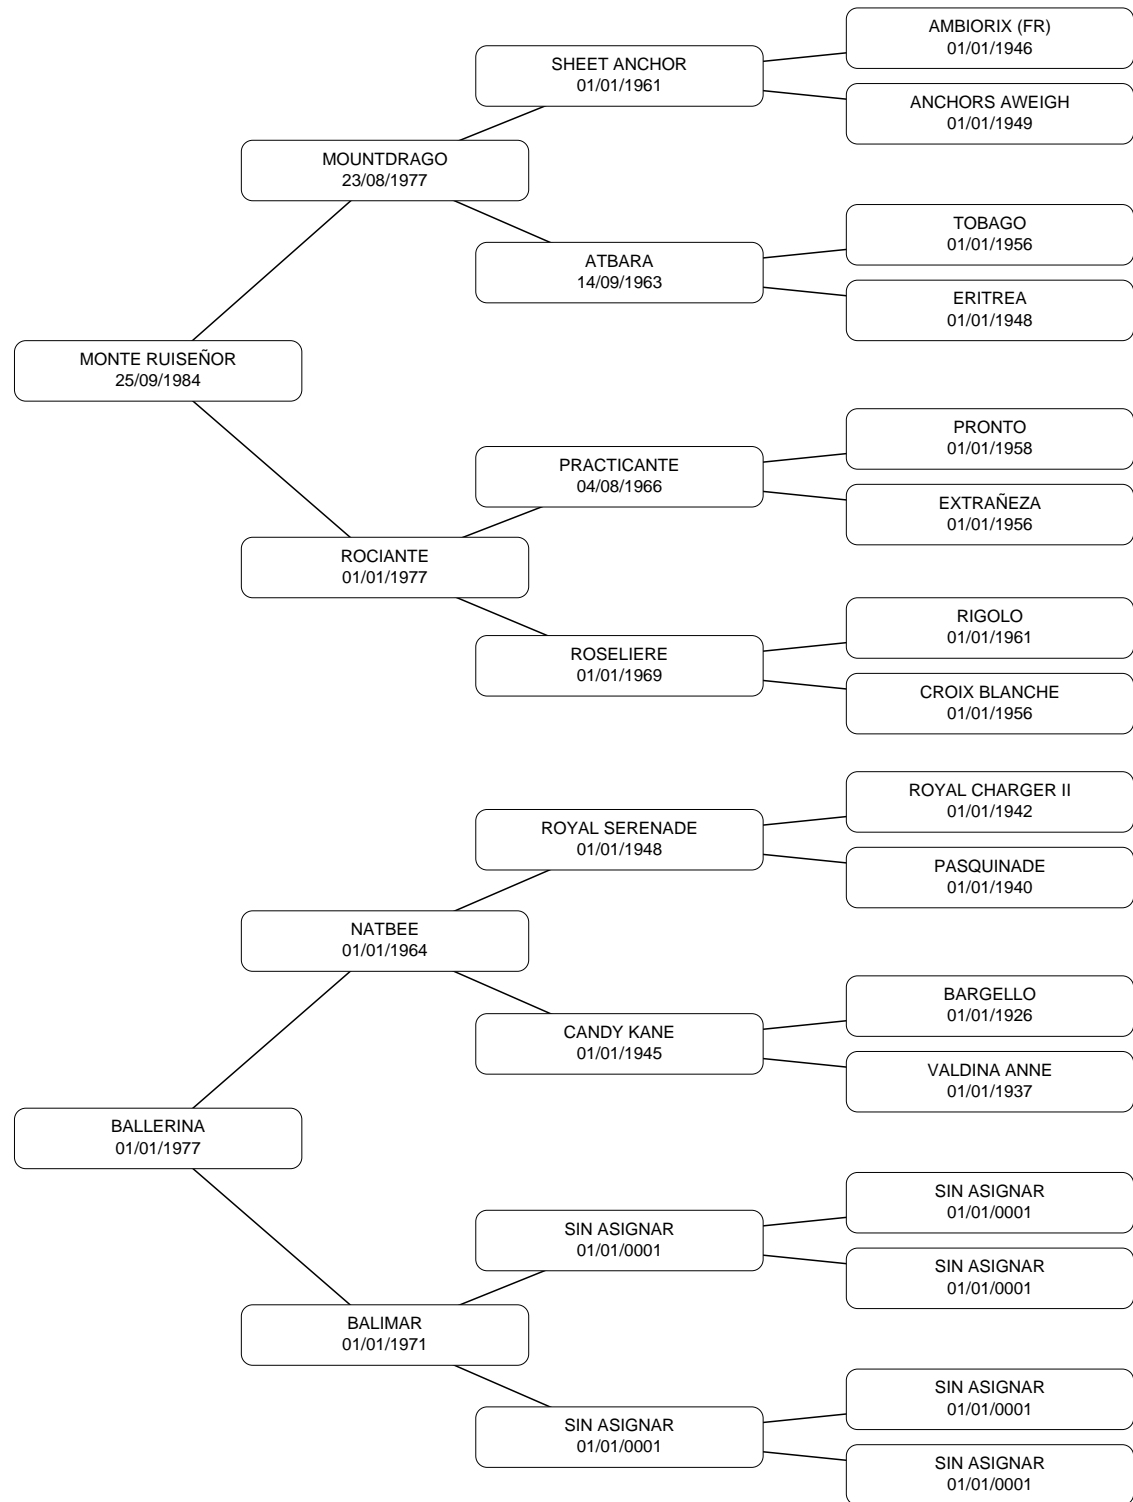 AMBIORIX (FR)
01/01/1946
SHEET ANCHOR
01/01/1961
ANCHORS AWEIGH
01/01/1949
MOUNTDRAGO
23/08/1977
TOBAGO
01/01/1956
ATBARA
14/09/1963
ERITREA
01/01/1948
MONTE RUISEÑOR
25/09/1984
PRONTO
01/01/1958
PRACTICANTE
04/08/1966
EXTRAÑEZA
01/01/1956
ROCIANTE
01/01/1977
RIGOLO
01/01/1961
ROSELIERE
01/01/1969
CROIX BLANCHE
01/01/1956
ROYAL CHARGER II
01/01/1942
ROYAL SERENADE
01/01/1948
PASQUINADE
01/01/1940
NATBEE
01/01/1964
BARGELLO
01/01/1926
CANDY KANE
01/01/1945
VALDINA ANNE
01/01/1937
BALLERINA
01/01/1977
SIN ASIGNAR
01/01/0001
SIN ASIGNAR
01/01/0001
SIN ASIGNAR
01/01/0001
BALIMAR
01/01/1971
SIN ASIGNAR
01/01/0001
SIN ASIGNAR
01/01/0001
SIN ASIGNAR
01/01/0001